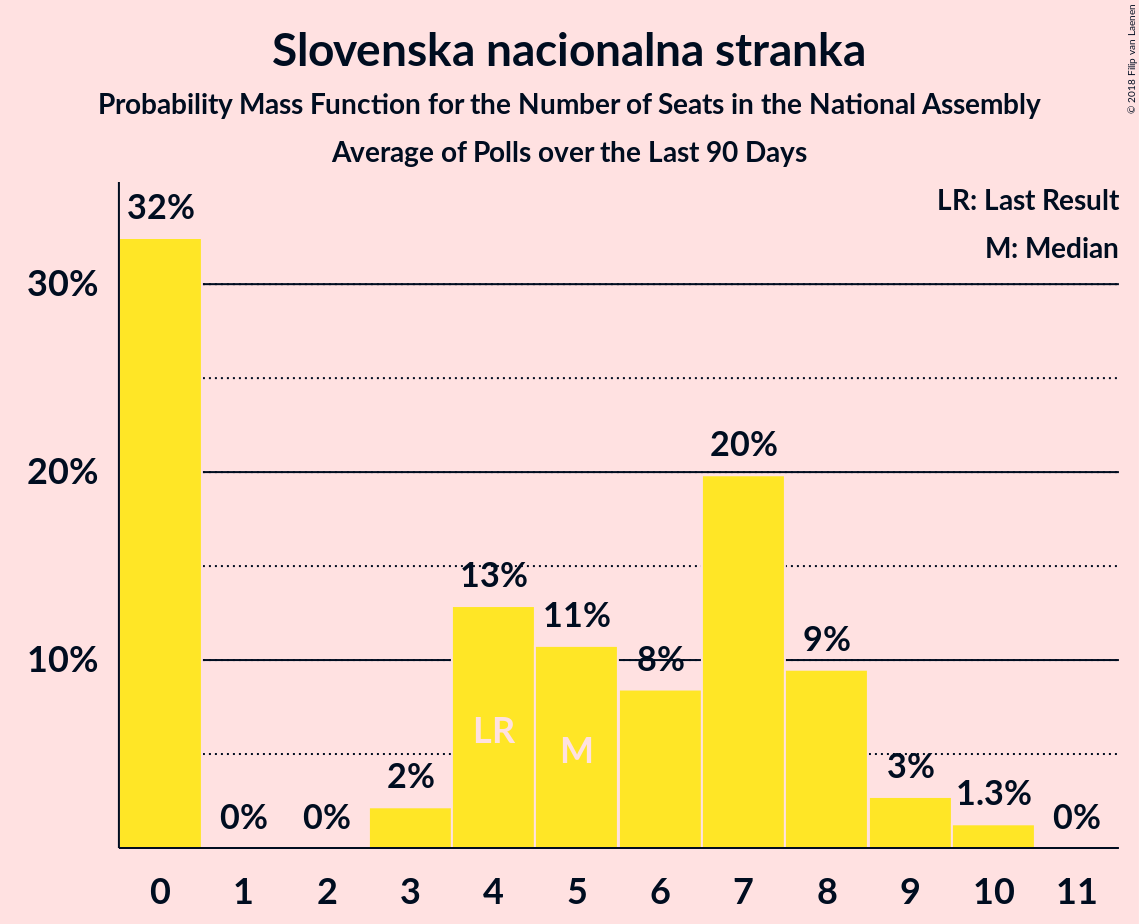 Slovenska nacionalna stranka
Probability Mass Function for the Number of Seats in the National Assembly
Average of Polls over the Last 90 Days
© 2018 Filip van Laenen
LR: Last Result
M: Median
32%
30%
20%
20%
13%
11%
10%
8%
9%
LR
M
2%
3%
1.3%
0%
0%
0%
0 1 2 3 4 5 6 7 8 9 10 11